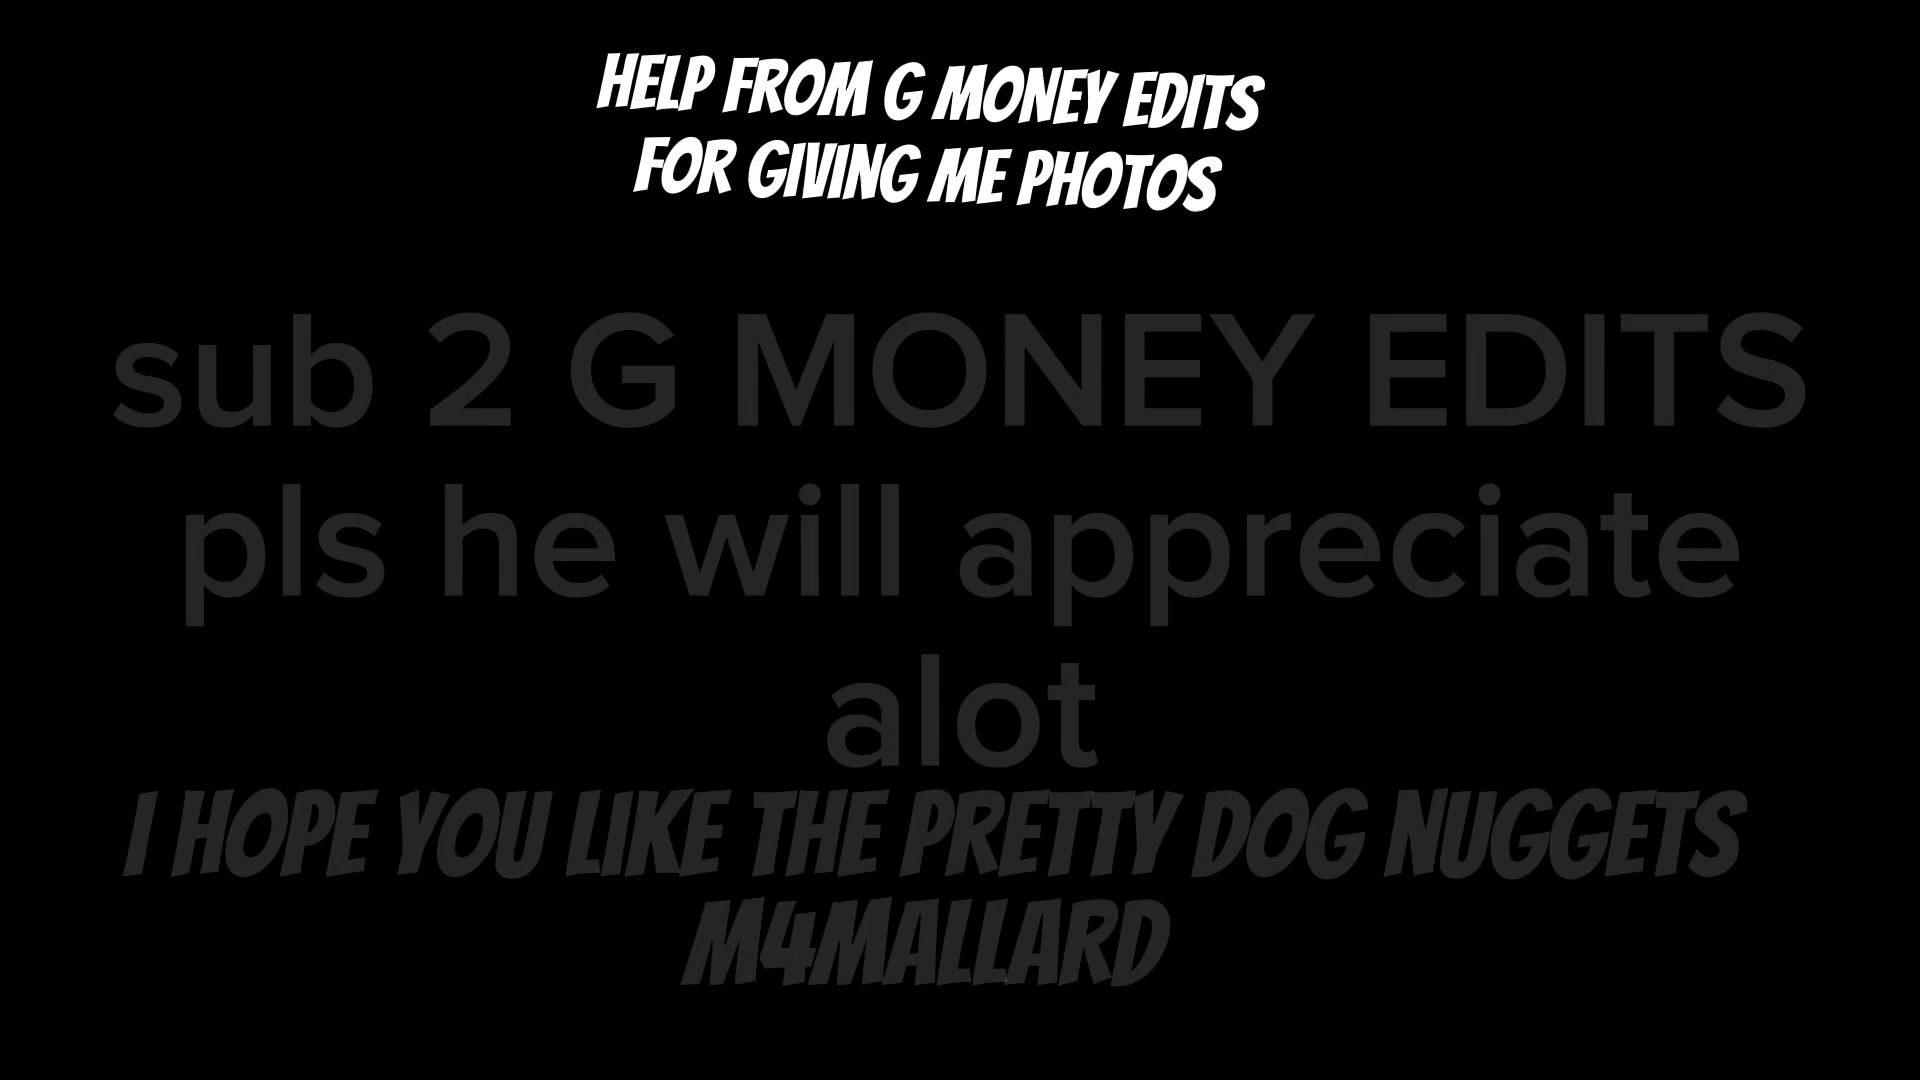 HELP FROM G MONEY EDITS
FOR GIVING ME PHOTOS
sub 2 G MONEY EDITS
pls he will appreciate
alot
I HOPE YOU LIKE THE PRETTY DOG NUGGETS
M4MALLARD